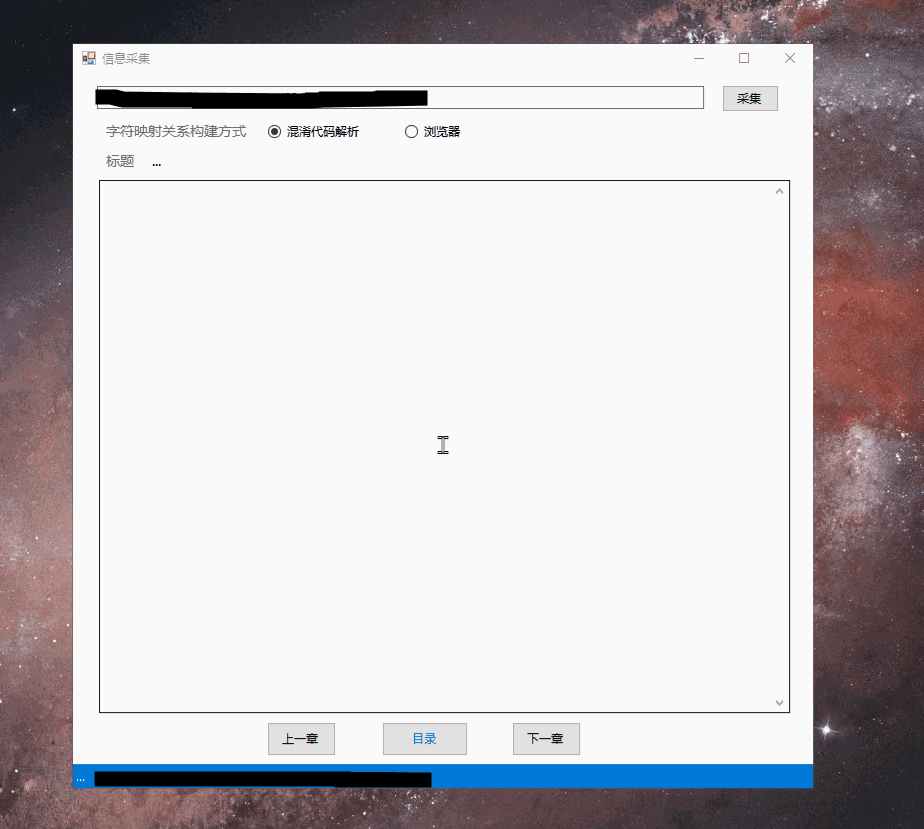 信息采集
采集
字符映射关系构建方式 混淆代码解析 浏览器
标题 ...
上一章 目录 下一章
...